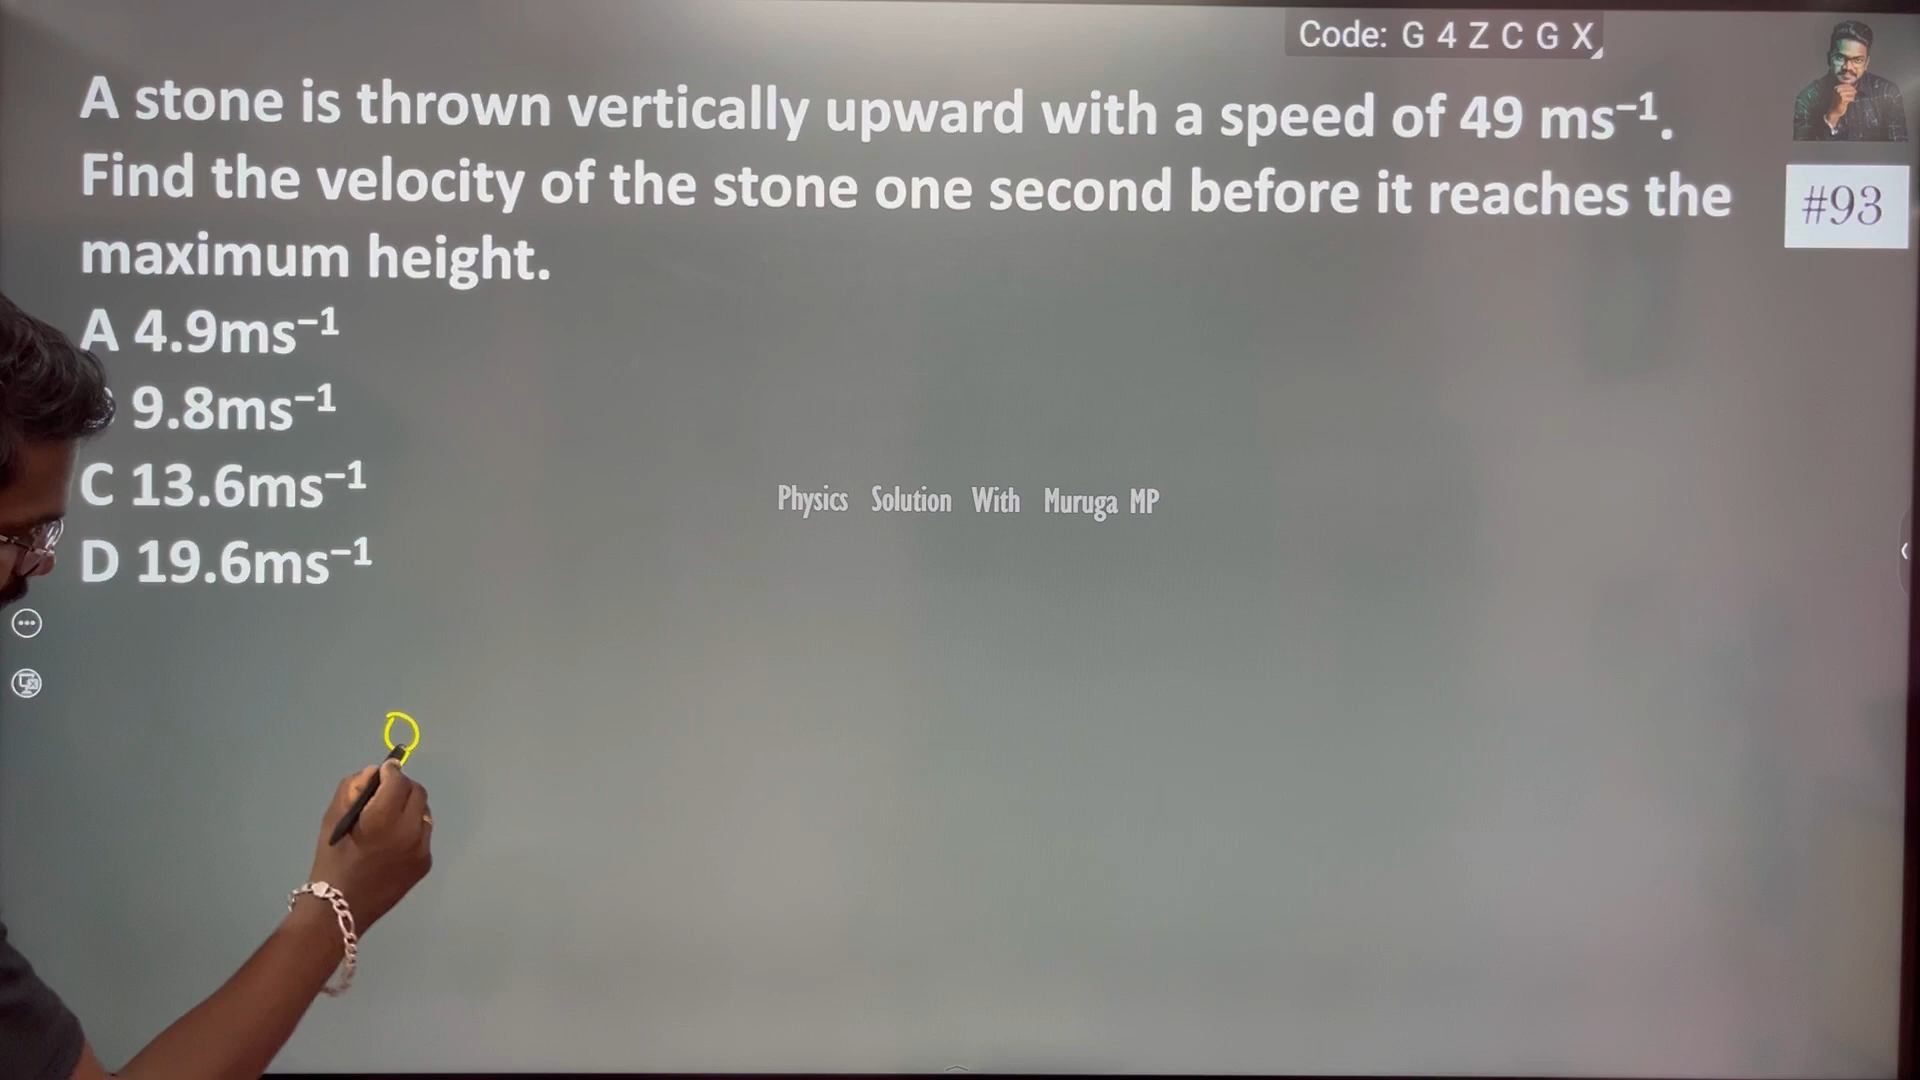 Code: G 4 Z C G X
A stone is thrown vertically upward with a speed of 49 ms⁻¹.
Find the velocity of the stone one second before it reaches the
maximum height.
#93
A 4.9ms⁻¹
9.8ms⁻¹
C 13.6ms⁻¹
D 19.6ms⁻¹
Physics Solution With Muruga MP